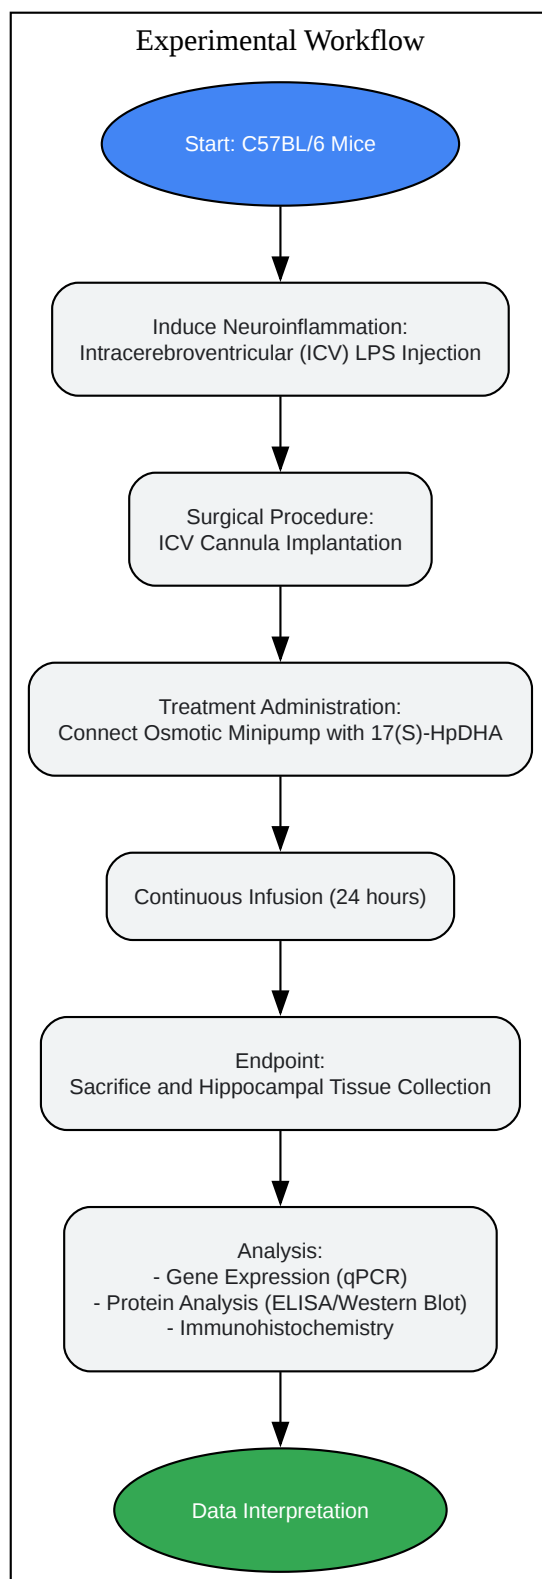 Experimental Workflow
Start: C57BL/6 Mice
Induce Neuroinflammation:
Intracerebroventricular (ICV) LPS Injection
Surgical Procedure:
ICV Cannula Implantation
Treatment Administration:
Connect Osmotic Minipump with 17(S)-HpDHA
Continuous Infusion (24 hours)
Endpoint:
Sacrifice and Hippocampal Tissue Collection
Analysis:
- Gene Expression (qPCR)
- Protein Analysis (ELISA/Western Blot)
- Immunohistochemistry
Data Interpretation